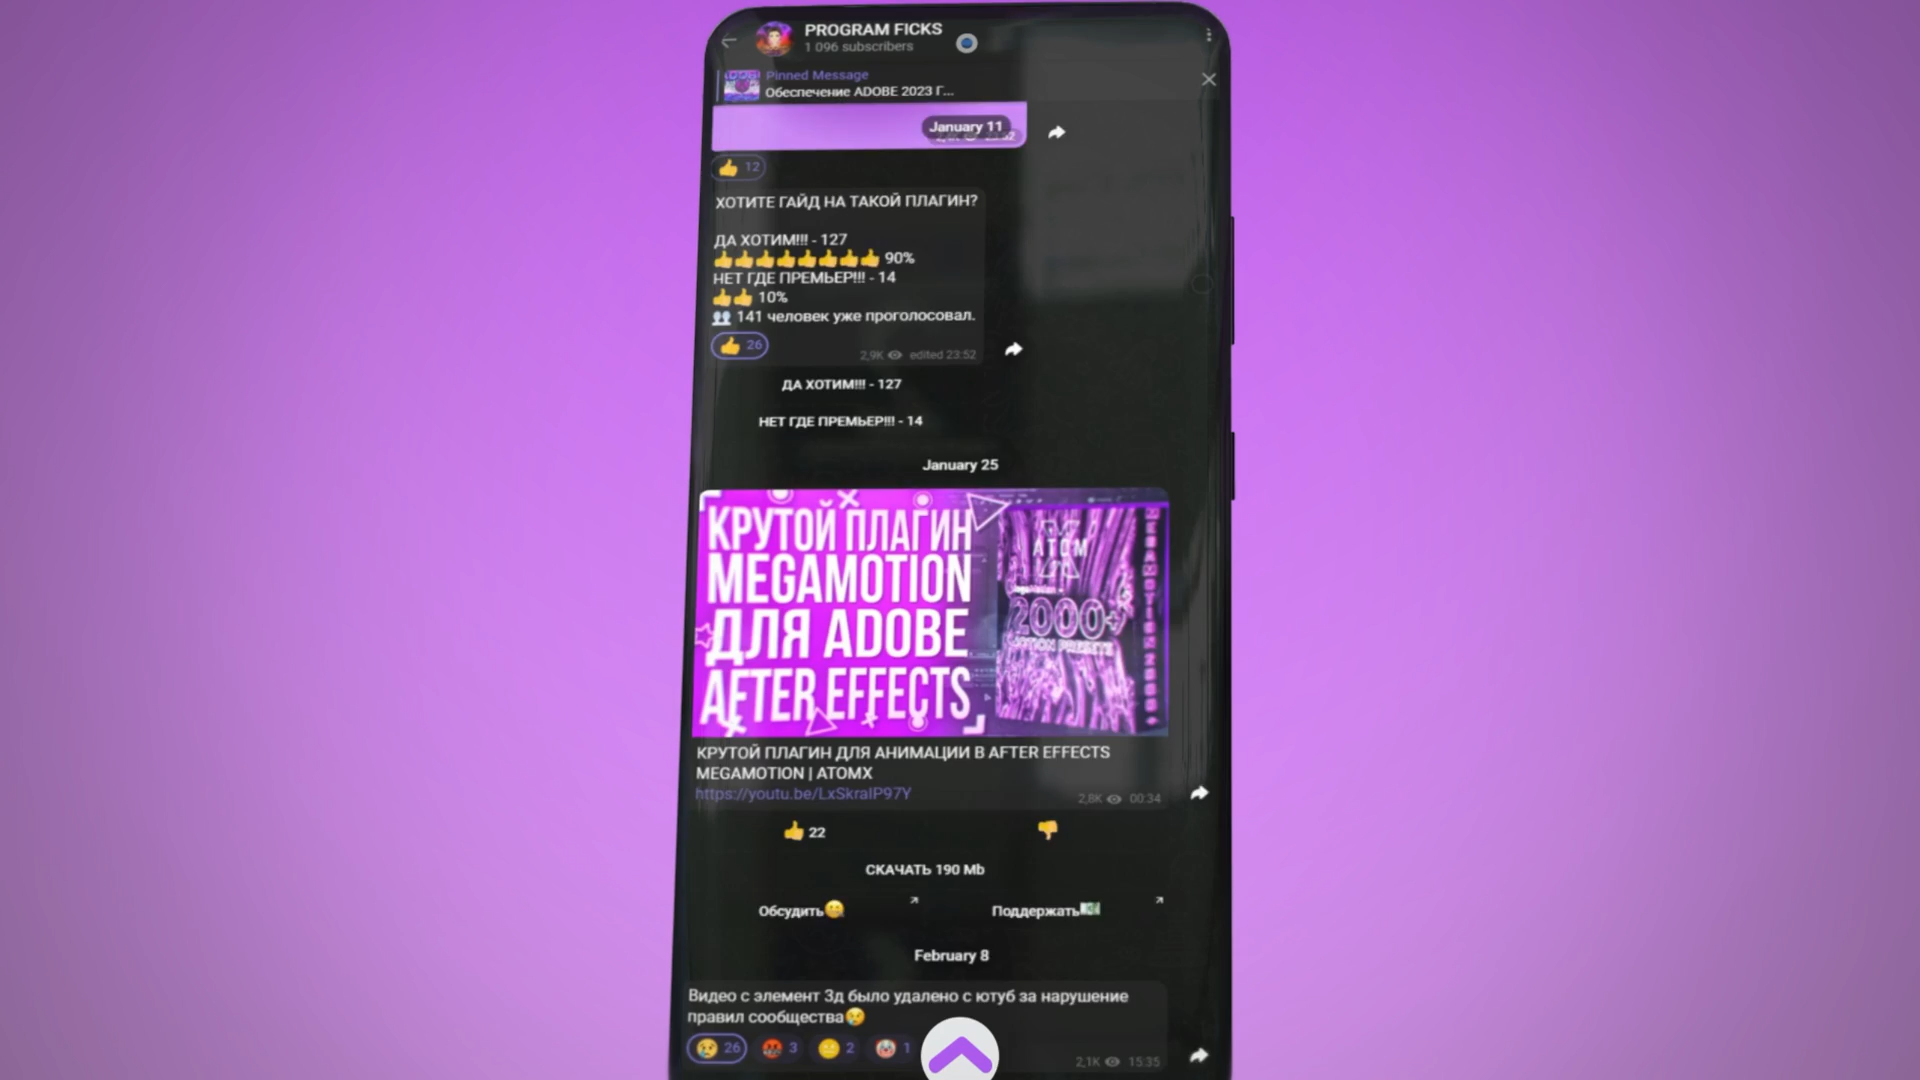 PROGRAM FICKS
1 096 subscribers
Pinned Message
Обеспечение ADOBE 2023 Г...
January 11
12
ХОТИТЕ ГАЙД НА ТАКОЙ ПЛАГИН?
ДА ХОТИМ!!! - 127
90%
НЕТ ГДЕ ПРЕМЬЕР!!! - 14
10%
141 человек уже проголосовал.
26
2,9K edited 23:52
ДА ХОТИМ!!! - 127
НЕТ ГДЕ ПРЕМЬЕР!!! - 14
January 25
КРУТОЙ ПЛАГИН
MEGAMOTION
ДЛЯ ADOBE
AFTER EFFECTS
ATOM
2000+
MOTION PRESETS
КРУТОЙ ПЛАГИН ДЛЯ АНИМАЦИИ В AFTER EFFECTS
MEGAMOTION | ATOMX
https://youtu.be/LxSkralP97Y
2,8K 00:34
22
СКАЧАТЬ 190 Mb
Обсудить
Поддержать
February 8
Видео с элемент 3д было удалено с ютуб за нарушение
правил сообщества
26 3 2 1
2,1K 15:35